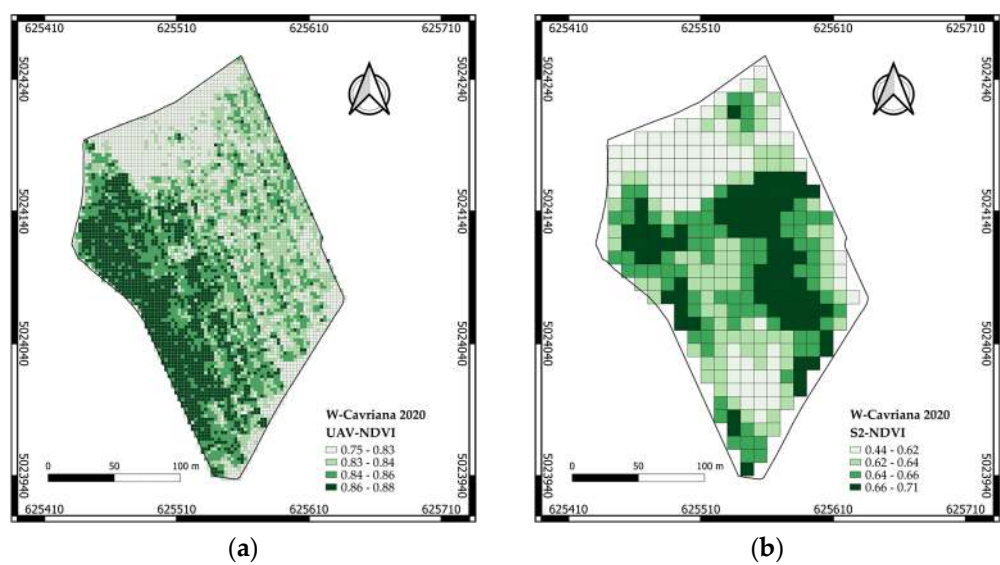 625410 625510 625610 625710
5024240 5024240
5024140 5024140
5024040 5024040
5023940 5023940
W-Cavriana 2020
UAV-NDVI
0.75 - 0.83
0.83 - 0.84
0.84 - 0.86
0.86 - 0.88
0 50 100 m
625410 625510 625610 625710
(a)
625410 625510 625610 625710
5024240 5024240
5024140 5024140
5024040 5024040
5023940 5023940
W-Cavriana 2020
S2-NDVI
0.44 - 0.62
0.62 - 0.64
0.64 - 0.66
0.66 - 0.71
0 50 100 m
625410 625510 625610 625710
(b)